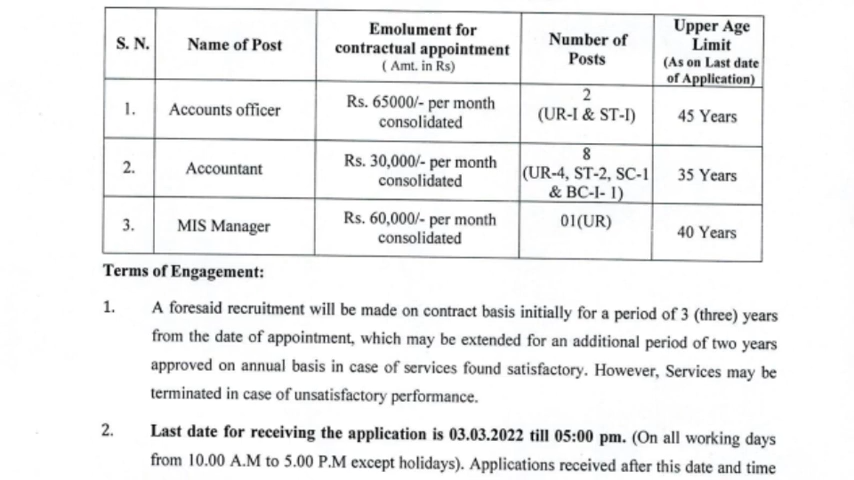 S. N. Name of Post Emolument for contractual appointment ( Amt. in Rs) Number of Posts Upper Age Limit (As on Last date of Application)
1. Accounts officer Rs. 65000/- per month consolidated 2 (UR-I & ST-I) 45 Years
2. Accountant Rs. 30,000/- per month consolidated 8 (UR-4, ST-2, SC-1 & BC-I- 1) 35 Years
3. MIS Manager Rs. 60,000/- per month consolidated 01(UR) 40 Years
Terms of Engagement:
1. A foresaid recruitment will be made on contract basis initially for a period of 3 (three) years
from the date of appointment, which may be extended for an additional period of two years
approved on annual basis in case of services found satisfactory. However, Services may be
terminated in case of unsatisfactory performance.
2. Last date for receiving the application is 03.03.2022 till 05:00 pm. (On all working days
from 10.00 A.M to 5.00 P.M except holidays). Applications received after this date and time